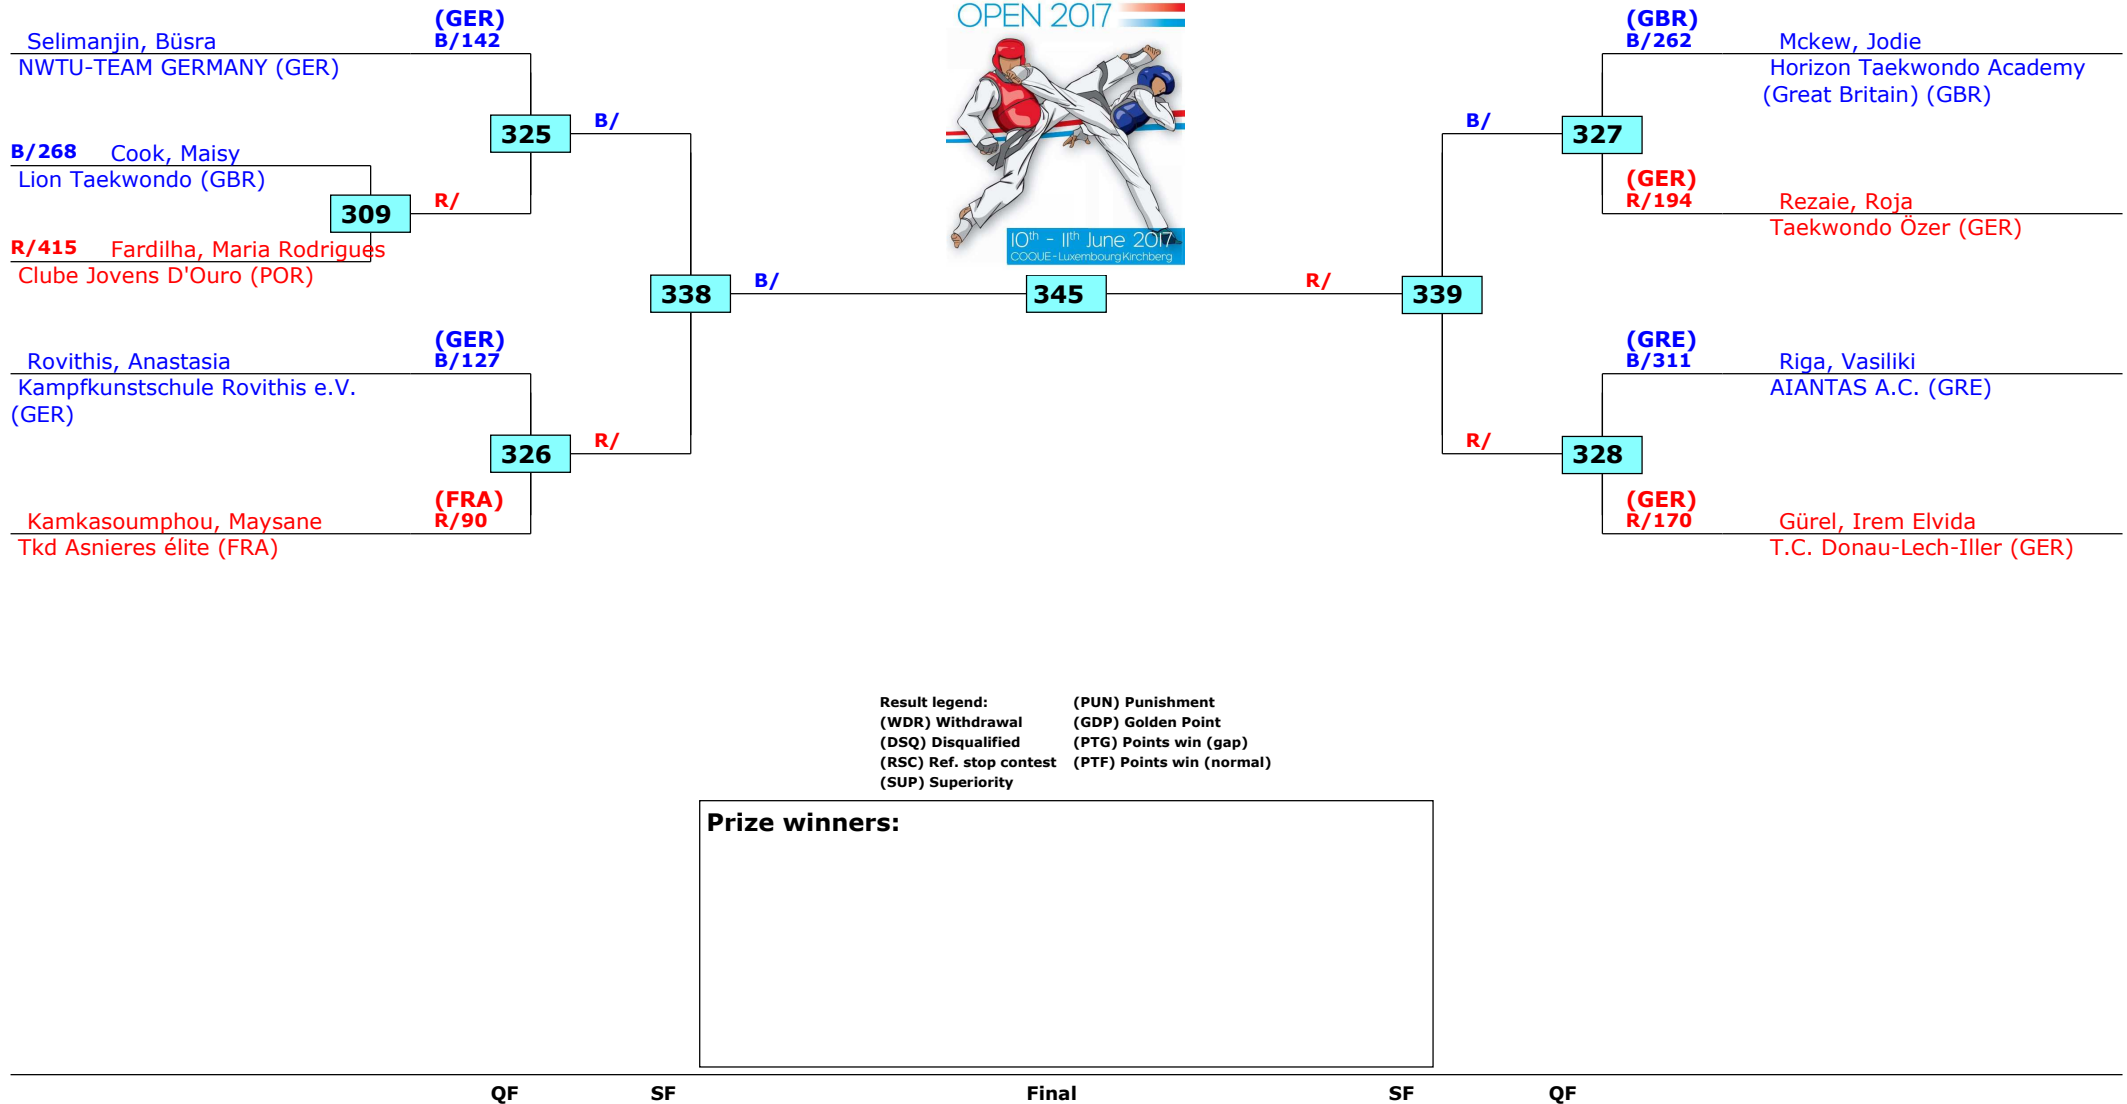 OPEN 2017
10th - 11th June 2017
COQUE - Luxembourg Kirchberg
(GER)
Selimanjin, Büsra B/142
NWTU-TEAM GERMANY (GER)
325
B/
B/268 Cook, Maisy
Lion Taekwondo (GBR)
309
R/
R/415 Fardilha, Maria Rodrigues
Clube Jovens D'Ouro (POR)
338
B/
(GER)
Rovithis, Anastasia B/127
Kampfkunstschule Rovithis e.V.
(GER)
326
R/
(FRA)
Kamkasoumphou, Maysane R/90
Tkd Asnieres élite (FRA)
345
(GBR)
B/262 Mckew, Jodie
Horizon Taekwondo Academy
(Great Britain) (GBR)
B/
327
(GER)
R/194 Rezaie, Roja
Taekwondo Özer (GER)
R/
339
(GRE)
B/311 Riga, Vasiliki
AIANTAS A.C. (GRE)
R/
328
(GER)
R/170 Gürel, Irem Elvida
T.C. Donau-Lech-Iller (GER)
Result legend: (PUN) Punishment
(WDR) Withdrawal (GDP) Golden Point
(DSQ) Disqualified (PTG) Points win (gap)
(RSC) Ref. stop contest (PTF) Points win (normal)
(SUP) Superiority
Prize winners:
QF SF Final SF QF